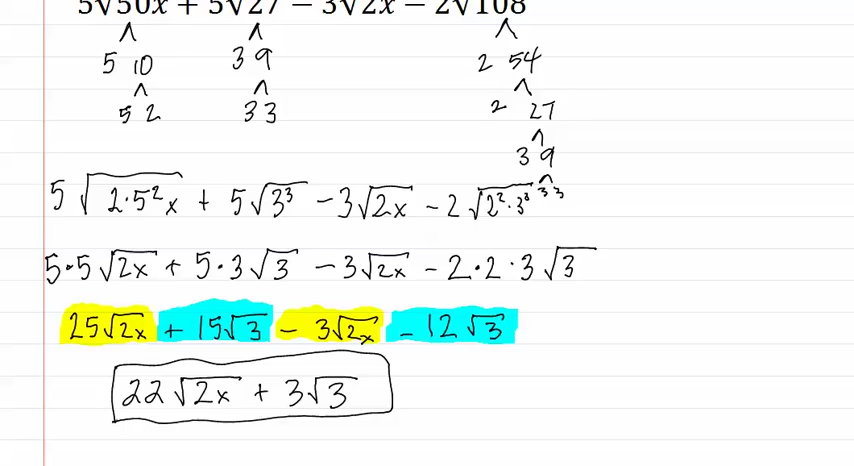 5√50x + 5√27 − 3√2x − 2√108
∧ ∧ ∧
5 10 3 9 2 54
∧ ∧ ∧
5 2 3 3 2 27
∧
3 9
∧
3 3
5√2·5²x + 5√3³ − 3√2x − 2√2²·3³
5·5√2x + 5·3√3 − 3√2x − 2·2·3√3
25√2x + 15√3 − 3√2x − 12√3
22√2x + 3√3